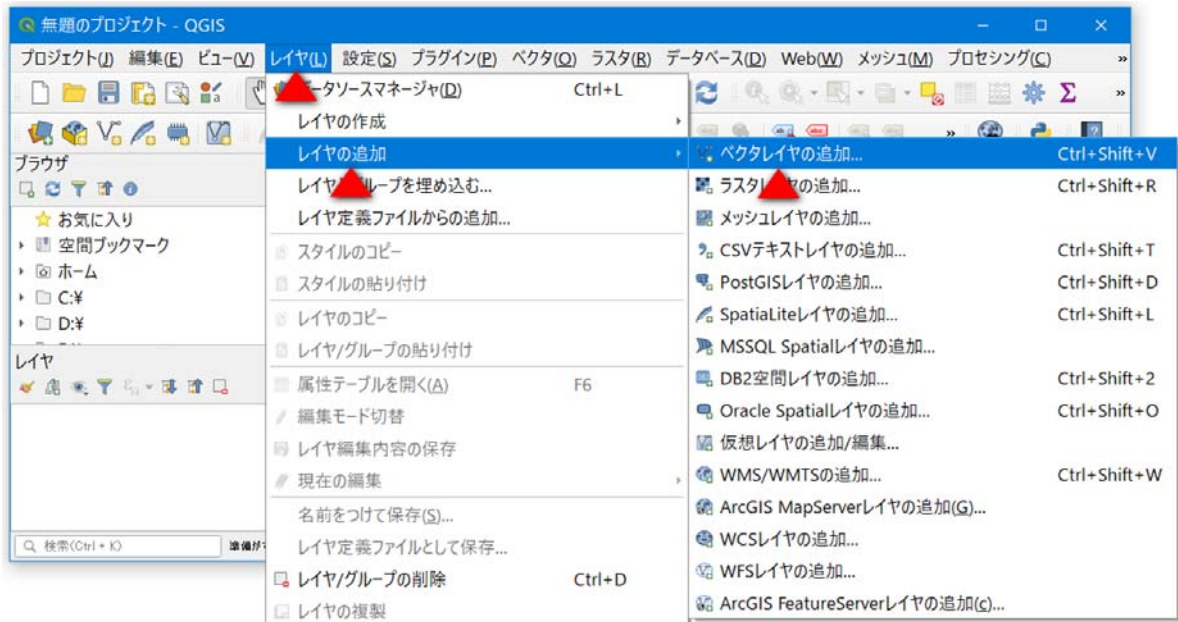 無題のプロジェクト - QGIS
プロジェクト(J) 編集(E) ビュー(V) レイヤ(L) 設定(S) プラグイン(P) ベクタ(O) ラスタ(R) データベース(D) Web(W) メッシュ(M) プロセシング(C) »
ブラウザ
お気に入り
空間ブックマーク
ホーム
C:¥
D:¥
レイヤ
検索(Ctrl + K)
ータソースマネージャ(D) Ctrl+L
レイヤの作成
レイヤの追加
レイヤ ループを埋め込む...
レイヤ定義ファイルからの追加...
スタイルのコピー
スタイルの貼り付け
レイヤのコピー
レイヤ/グループの貼り付け
属性テーブルを開く(A) F6
編集モード切替
レイヤ編集内容の保存
現在の編集
名前をつけて保存(S)...
レイヤ定義ファイルとして保存...
レイヤ/グループの削除 Ctrl+D
レイヤの複製
ベクタレイヤの追加... Ctrl+Shift+V
ラスタレ ヤの追加... Ctrl+Shift+R
メッシュレイヤの追加...
CSVテキストレイヤの追加... Ctrl+Shift+T
PostGISレイヤの追加... Ctrl+Shift+D
SpatiaLiteレイヤの追加... Ctrl+Shift+L
MSSQL Spatialレイヤの追加...
DB2空間レイヤの追加... Ctrl+Shift+2
Oracle Spatialレイヤの追加... Ctrl+Shift+O
仮想レイヤの追加/編集...
WMS/WMTSの追加... Ctrl+Shift+W
ArcGIS MapServerレイヤの追加(G)...
WCSレイヤの追加...
WFSレイヤの追加...
ArcGIS FeatureServerレイヤの追加(c)...